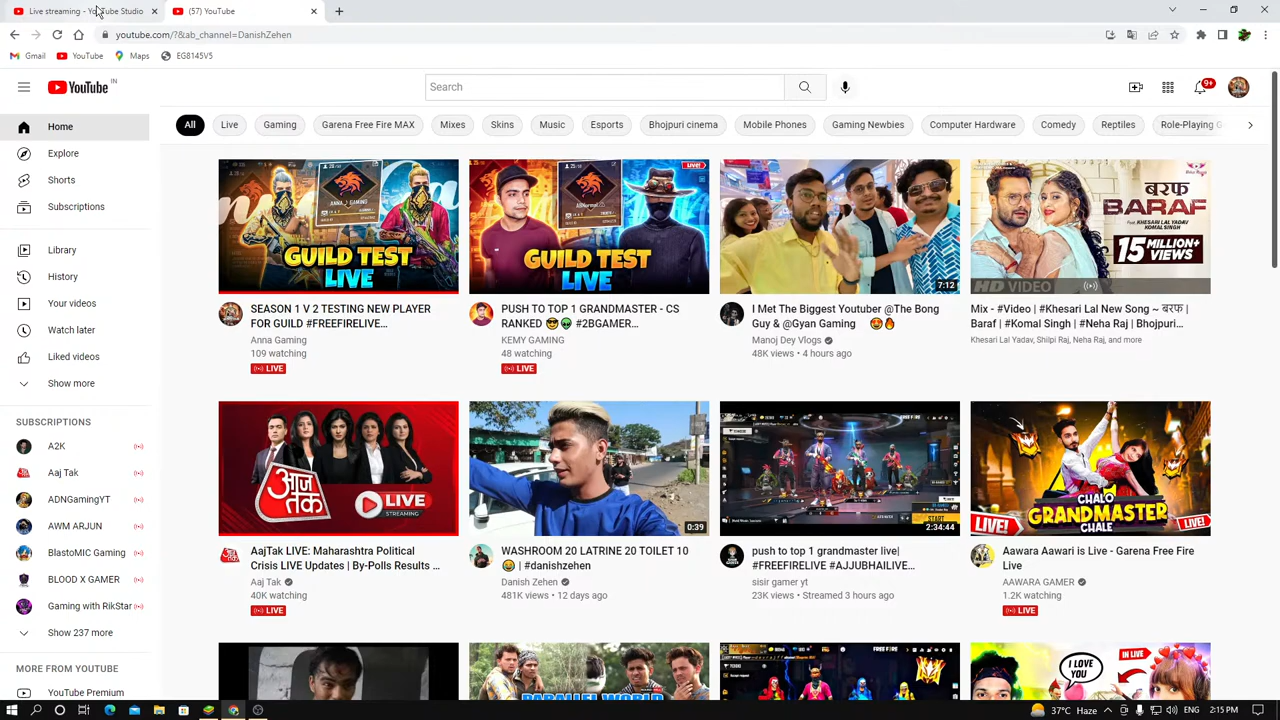 Live streaming - YouTube Studio
(57) YouTube
youtube.com/?&ab_channel=DanishZehen
Gmail
YouTube
Maps
EG8145V5
YouTube IN
Search
9+
All
Live
Gaming
Garena Free Fire MAX
Mixes
Skins
Music
Esports
Bhojpuri cinema
Mobile Phones
Gaming Newbies
Computer Hardware
Comedy
Reptiles
Role-Playing G
Home
Explore
Shorts
Subscriptions
Library
History
Your videos
Watch later
Liked videos
Show more
SUBSCRIPTIONS
A2K
Aaj Tak
ADNGamingYT
AWM ARJUN
BlastoMIC Gaming
BLOOD X GAMER
Gaming with RikStar
Show 237 more
MORE FROM YOUTUBE
YouTube Premium
GUILD TEST
LIVE
SEASON 1 V 2 TESTING NEW PLAYER
FOR GUILD #FREEFIRELIVE...
Anna Gaming
109 watching
LIVE
LIVE!
GUILD TEST
LIVE
PUSH TO TOP 1 GRANDMASTER - CS
RANKED 😎👽 #2BGAMER...
KEMY GAMING
48 watching
LIVE
7:12
I Met The Biggest Youtuber @The Bong
Guy & @Gyan Gaming 🤩🔥
Manoj Dey Vlogs
48K views • 4 hours ago
बरफ
BARAF
KHESARI LAL YADAV
KOMAL SINGH
15 MILLION+
VIEWS
HD VIDEO
Mix - #Video | #Khesari Lal New Song ~ बरफ |
Baraf | #Komal Singh | #Neha Raj | Bhojpuri...
Khesari Lal Yadav, Shilpi Raj, Neha Raj, and more
आज
तक
LIVE
STREAMING
AajTak LIVE: Maharashtra Political
Crisis LIVE Updates | By-Polls Results ...
Aaj Tak
40K watching
LIVE
0:39
WASHROOM 20 LATRINE 20 TOILET 10
😂 | #danishzehen
Danish Zehen
481K views • 12 days ago
START
2:34:44
push to top 1 grandmaster live|
#FREEFIRELIVE #AJJUBHAILIVE...
sisir gamer yt
23K views • Streamed 3 hours ago
CHALO
GRANDMASTER
CHALE
LIVE!
LIVE!
Aawara Aawari is Live - Garena Free Fire
Live
AAWARA GAMER
1.2K watching
LIVE
PARALLEL WORLD
FREE FIRE
I LOVE
YOU
IN LIVE
37°C Haze
ENG
2:15 PM